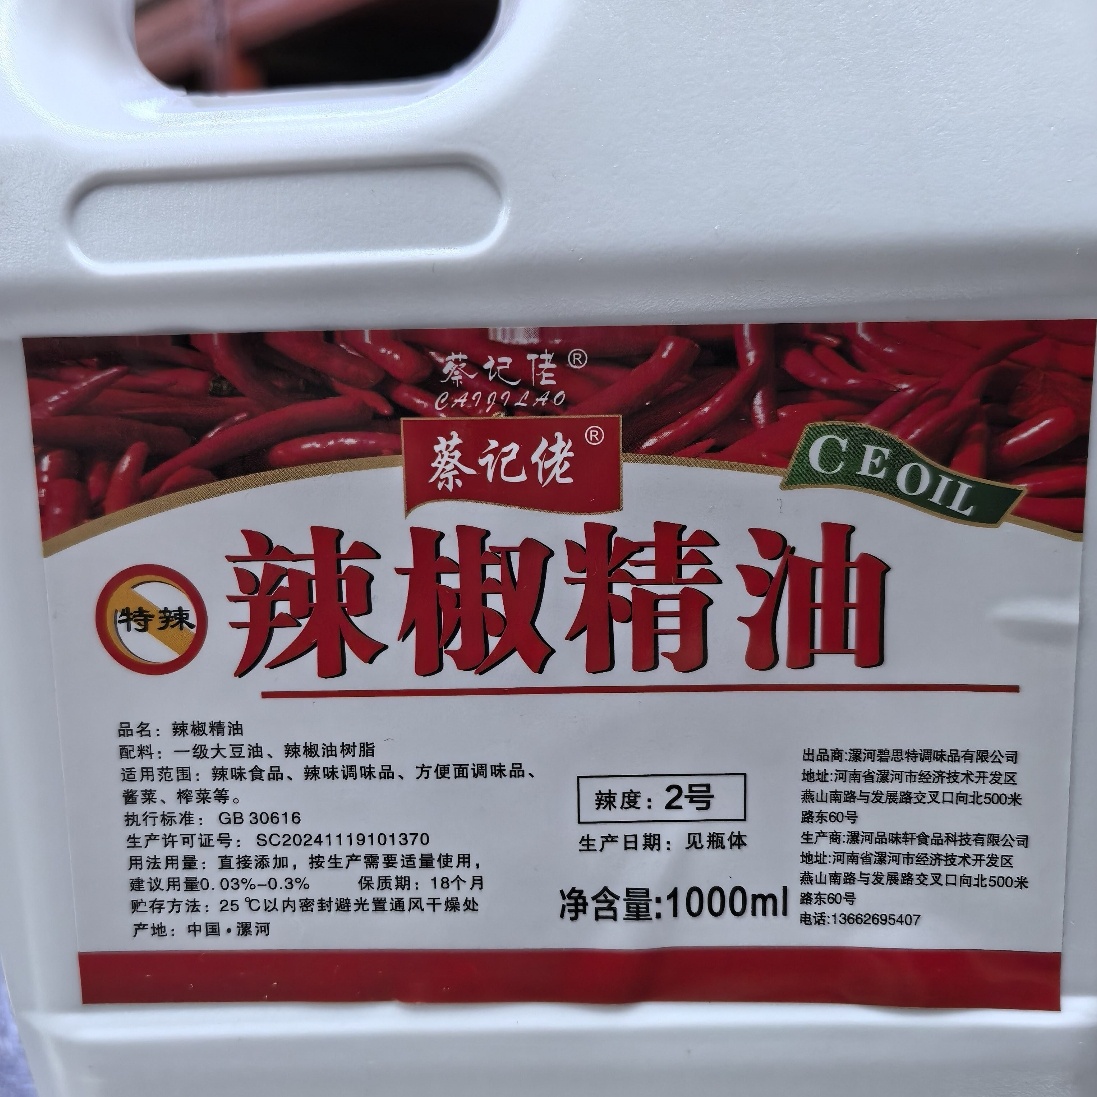 蔡记佬®
CAIJILAO
蔡记佬®
CEOIL
特辣
辣椒精油
品名：辣椒精油
配料：一级大豆油、辣椒油树脂
适用范围：辣味食品、辣味调味品、方便面调味品、
酱菜、榨菜等。
执行标准：GB 30616
生产许可证号：SC20241119101370
用法用量：直接添加，按生产需要适量使用，
建议用量0.03%-0.3% 保质期：18个月
贮存方法：25℃以内密封避光置通风干燥处
产地：中国·漯河
辣度：2号
生产日期：见瓶体
净含量:1000ml
出品商:漯河碧思特调味品有限公司
地址:河南省漯河市经济技术开发区
燕山南路与发展路交叉口向北500米
路东60号
生产商:漯河品味轩食品科技有限公司
地址:河南省漯河市经济技术开发区
燕山南路与发展路交叉口向北500米
路东60号
电话:13662695407